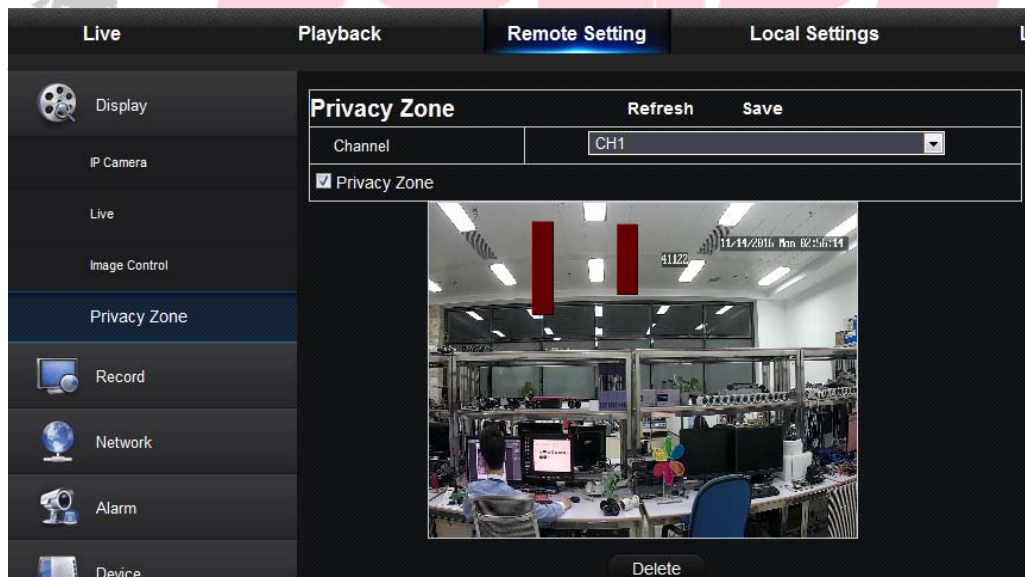 Live Playback Remote Setting Local Settings
Display
IP Camera
Live
Image Control
Privacy Zone
Record
Network
Alarm
Device
Privacy Zone Refresh Save
Channel CH1
Privacy Zone
11/14/2016 Mon 02:56:14
41122
Delete